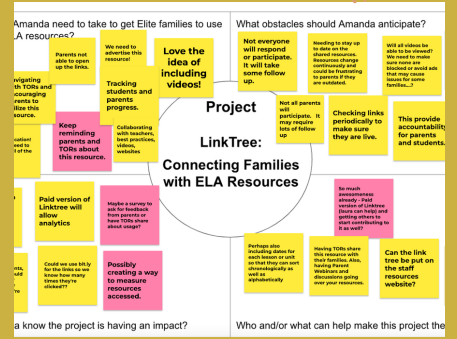 Amanda need to take to get Elite families to use
LA resources?
Parents not
able to open
up the links.
We need to
advertise this
resource!
Love the
idea of
including
videos!
Tracking
students and
parents
progress.
Keep
reminding
parents and
TORs about
this resource.
Collaborating
with teachers,
best practices,
videos,
websites
What obstacles should Amanda anticipate?
Not everyone
will respond
or participate.
It will take
some follow
up.
Needing to stay up
to date on the
shared resources.
Resources change
continuously and
could be frustrating
to parents if they
are outdated.
Will all videos be
able to be viewed?
We need to make
sure none are
blocked or avoid ads
that may cause
issues for some
families....?
Not all parents
will
participate. It
may require
lots of follow
up
Checking links
periodically to
make sure
they are live.
This provide
accountability
for parents
and students.
Project
LinkTree:
Connecting Families
with ELA Resources
Paid version of
Linktree will
allow
analytics
Maybe a survey to
ask for feedback
from parents or
have TORs share
about usage?
Could we use bit.ly
for the links so we
know how many
times they're
clicked??
Possibly
creating a way
to measure
resources
accessed.
a know the project is having an impact?
So much
awesomeness
already - Paid
version of Linktree
(laura can help) and
getting others to
start contributing to
it as well?
Perhaps also
including dates for
each lesson or unit
so that they can sort
chronologically as
well as
alphabetically
Having TORs share
this resource with
their families. Also,
having Parent
Webinars and
discussions going
over your resources.
Can the link
tree be put on
the staff
resources
website?
Who and/or what can help make this project the